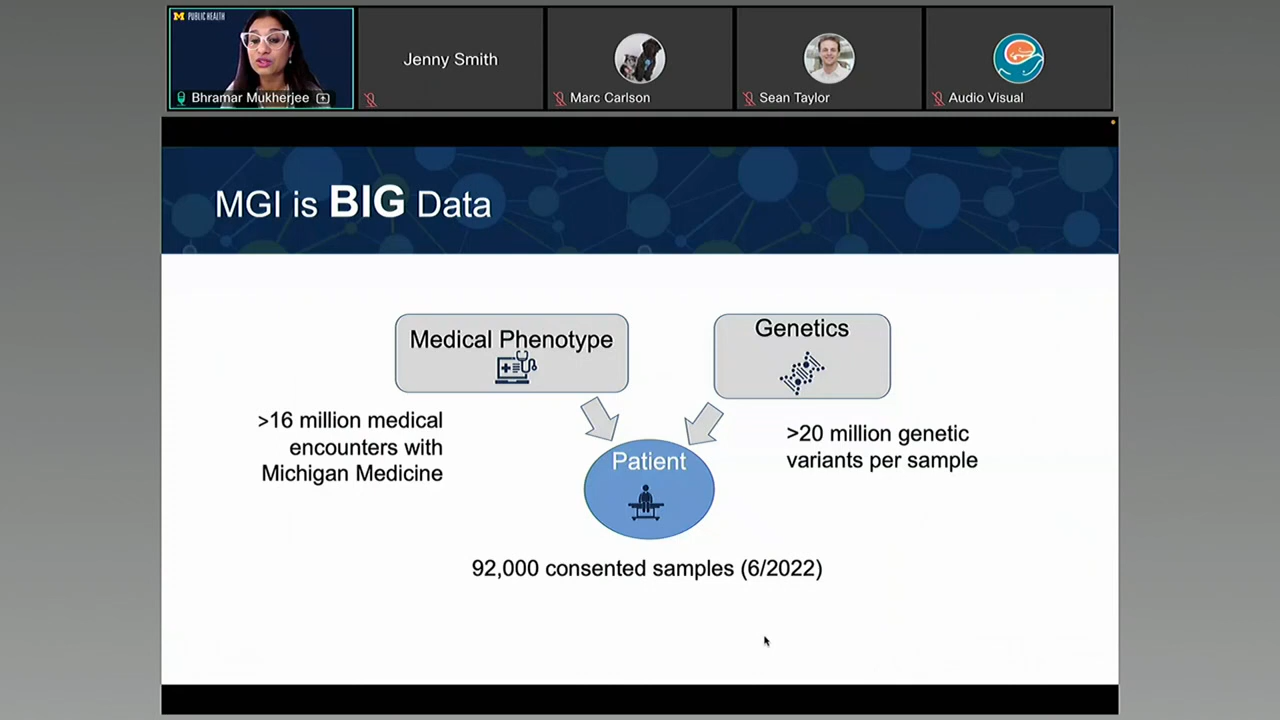 M PUBLIC HEALTH
Bhramar Mukherjee
Jenny Smith
Marc Carlson
Sean Taylor
Audio Visual
MGI is BIG Data
Medical Phenotype
Genetics
>16 million medical
encounters with
Michigan Medicine
>20 million genetic
variants per sample
Patient
92,000 consented samples (6/2022)